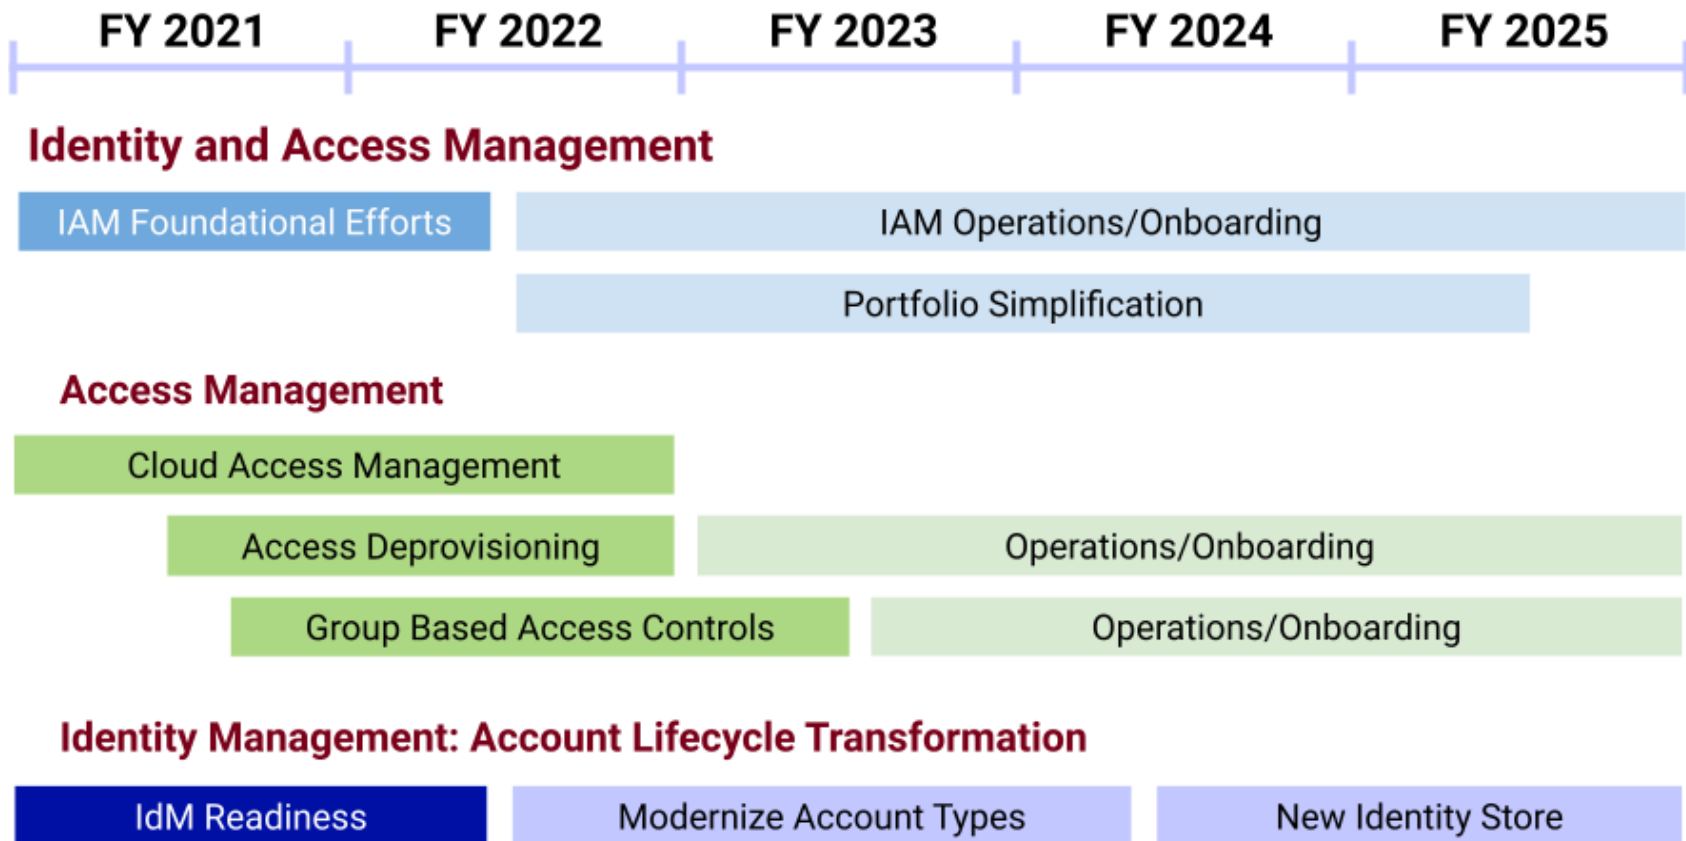 FY 2021 FY 2022 FY 2023 FY 2024 FY 2025
Identity and Access Management
IAM Foundational Efforts IAM Operations/Onboarding
Portfolio Simplification
Access Management
Cloud Access Management
Access Deprovisioning Operations/Onboarding
Group Based Access Controls Operations/Onboarding
Identity Management: Account Lifecycle Transformation
IdM Readiness Modernize Account Types New Identity Store